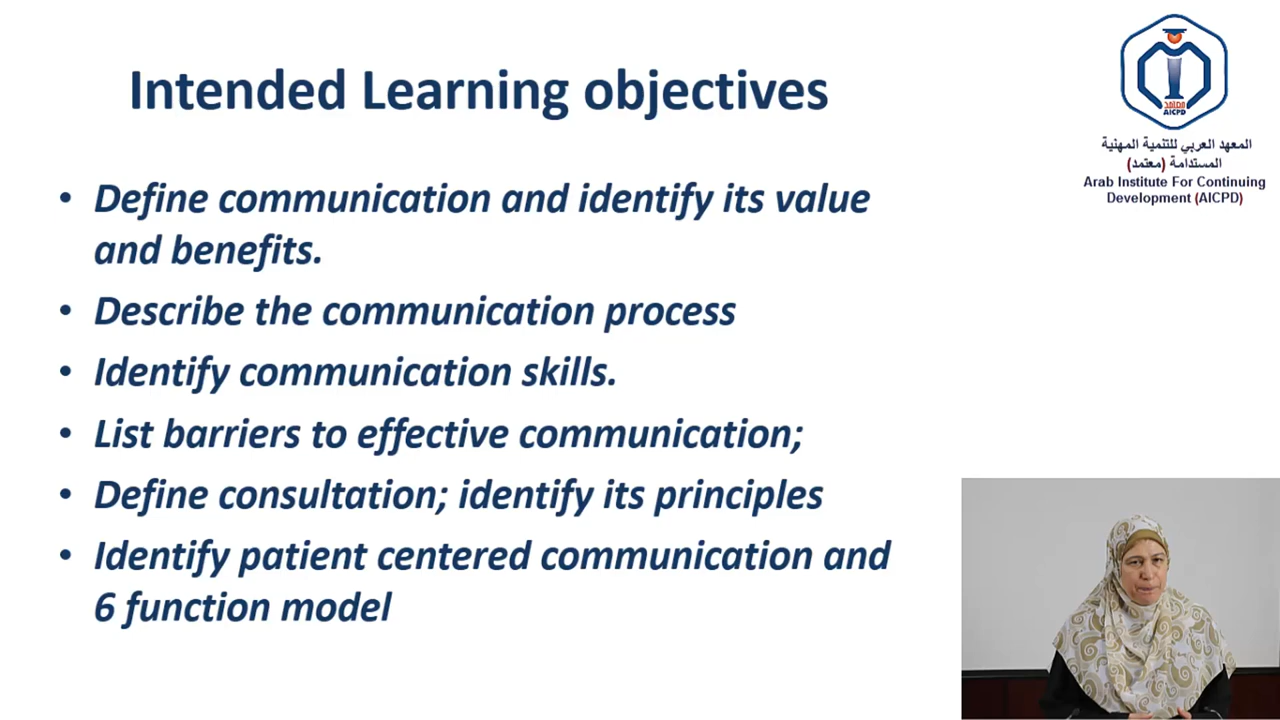 Intended Learning objectives
• Define communication and identify its value
and benefits.
• Describe the communication process
• Identify communication skills.
• List barriers to effective communication;
• Define consultation; identify its principles
• Identify patient centered communication and
6 function model
معتمد
AICPD
المعهد العربي للتنمية المهنية
المستدامة (معتمد)
Arab Institute For Continuing
Development (AICPD)